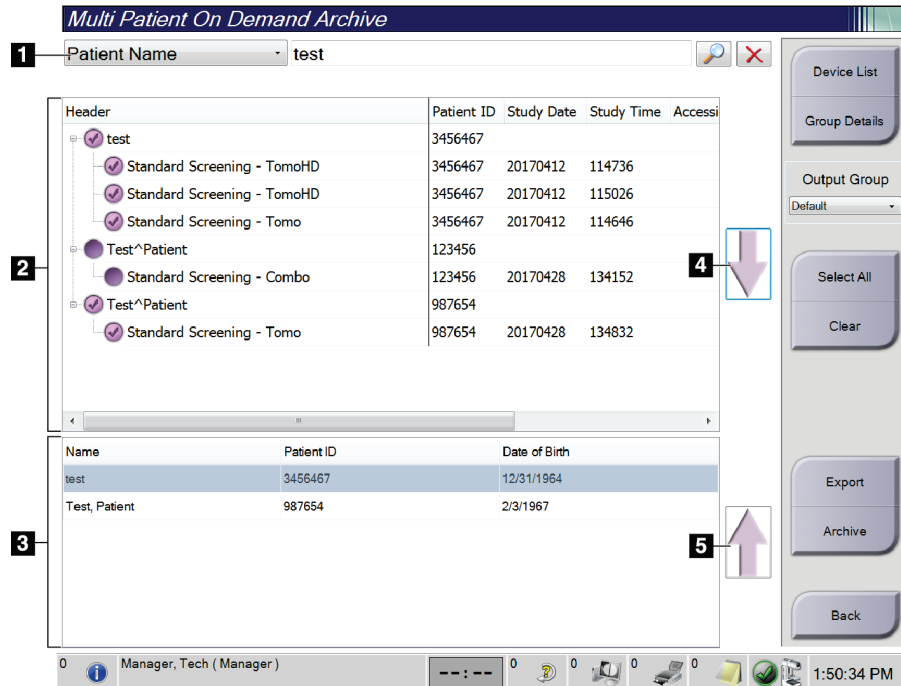 Multi Patient On Demand Archive
1
Patient Name
test
Device List
Group Details
Output Group
Default
Select All
Clear
Export
Archive
Back
2
Header Patient ID Study Date Study Time Accessi
test 3456467
Standard Screening - TomoHD 3456467 20170412 114736
Standard Screening - TomoHD 3456467 20170412 115026
Standard Screening - Tomo 3456467 20170412 114646
Test^Patient 123456
Standard Screening - Combo 123456 20170428 134152
Test^Patient 987654
Standard Screening - Tomo 987654 20170428 134832
4
3
Name Patient ID Date of Birth
test 3456467 12/31/1964
Test, Patient 987654 2/3/1967
5
0 Manager, Tech ( Manager ) --:-- 0 0 0 0 1:50:34 PM